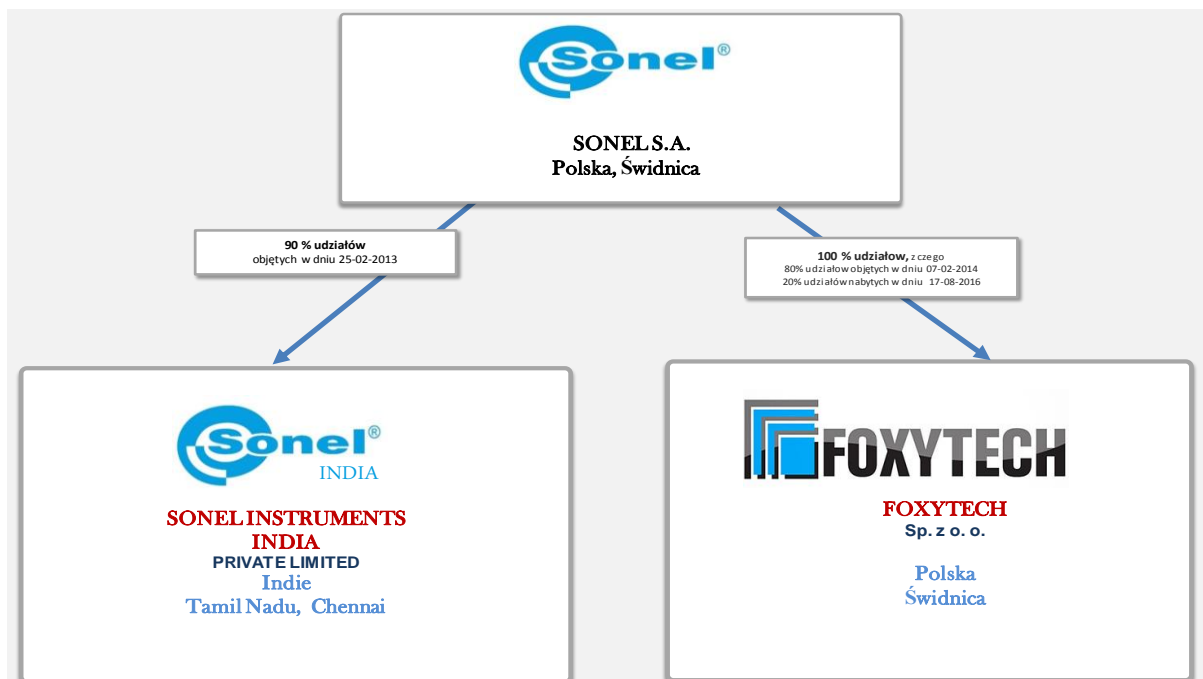 Sonel®
SONEL S.A.
Polska, Świdnica
90 % udziałów
objętych w dniu 25-02-2013
100 % udziałow, z czego
80% udziałow objętych w dniu 07-02-2014
20% udziałów nabytych w dniu 17-08-2016
Sonel®
INDIA
SONEL INSTRUMENTS
INDIA
PRIVATE LIMITED
Indie
Tamil Nadu, Chennai
FOXYTECH
FOXYTECH
Sp. z o. o.
Polska
Świdnica